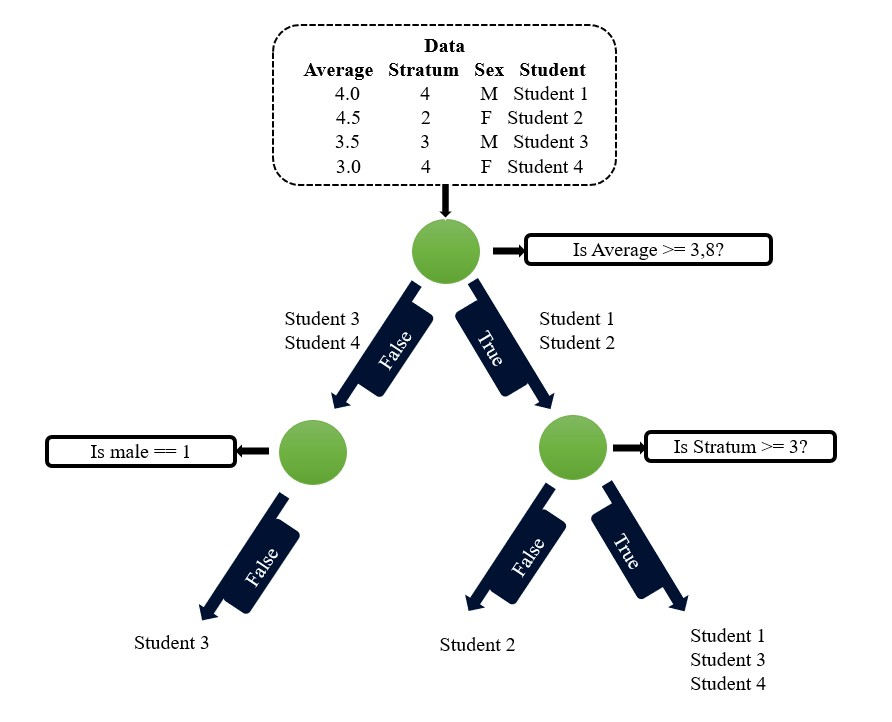 Data
Average Stratum Sex Student
4.0 4 M Student 1
4.5 2 F Student 2
3.5 3 M Student 3
3.0 4 F Student 4
Is Average >= 3,8?
Student 3
Student 4
False
True
Student 1
Student 2
Is male == 1
Is Stratum >= 3?
False
False
True
Student 3
Student 2
Student 1
Student 3
Student 4